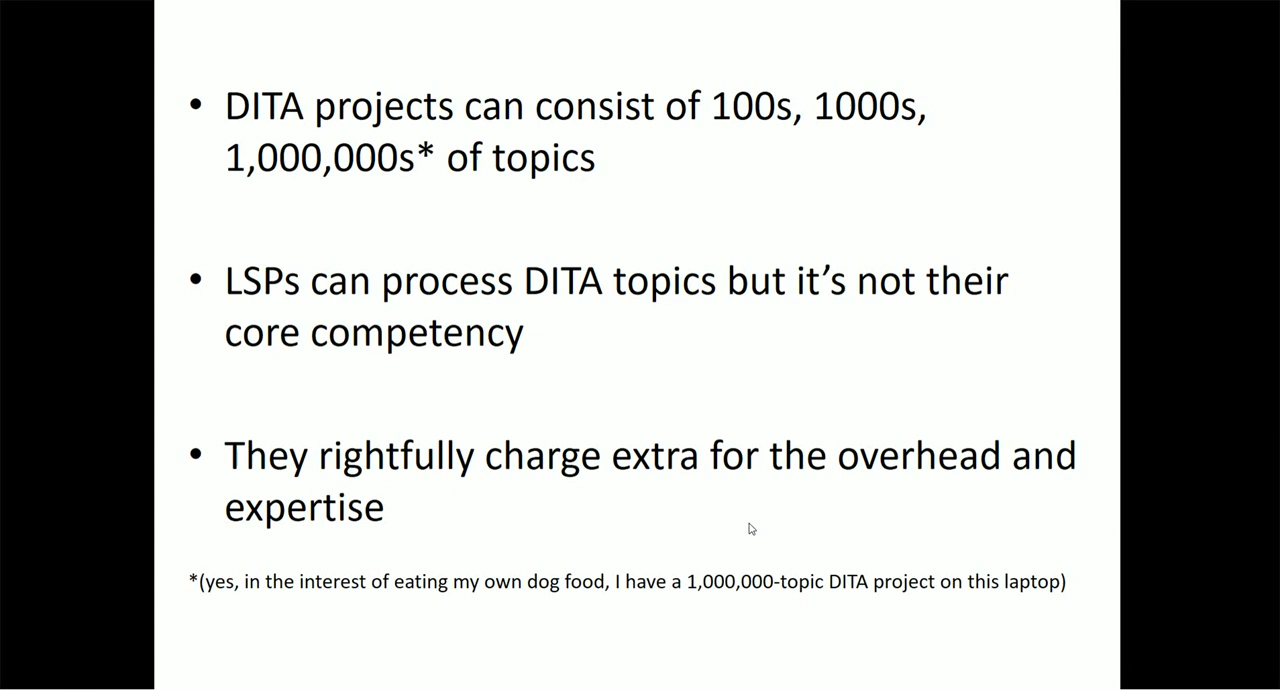 • DITA projects can consist of 100s, 1000s,
1,000,000s* of topics
• LSPs can process DITA topics but it’s not their
core competency
• They rightfully charge extra for the overhead and
expertise
*(yes, in the interest of eating my own dog food, I have a 1,000,000-topic DITA project on this laptop)